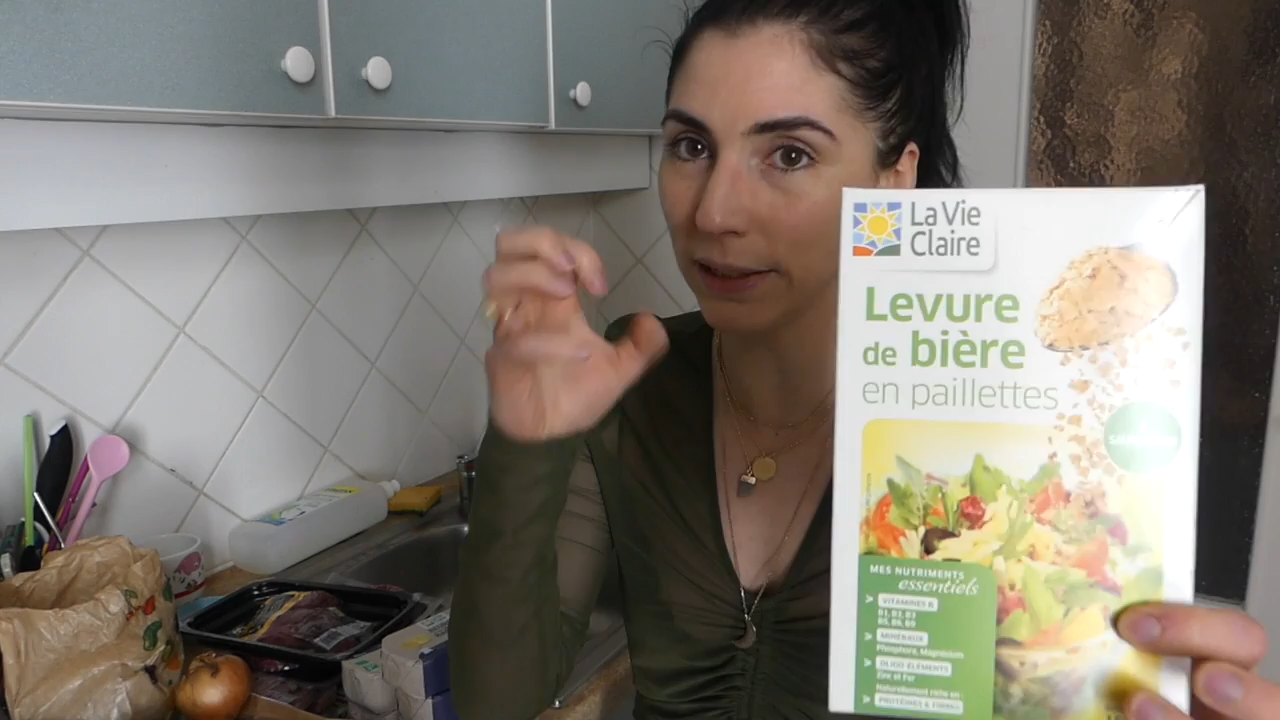 La Vie
Claire
Levure
de bière
en paillettes
MES NUTRIMENTS
essentiels
VITAMINES B
B1, B2, B3
B5, B6, B9
MINÉRAUX
Phosphore, Magnésium
OLIGO-ÉLÉMENTS
Zinc et Fer
Naturellement riche en :
PROTÉINES & FIBRES